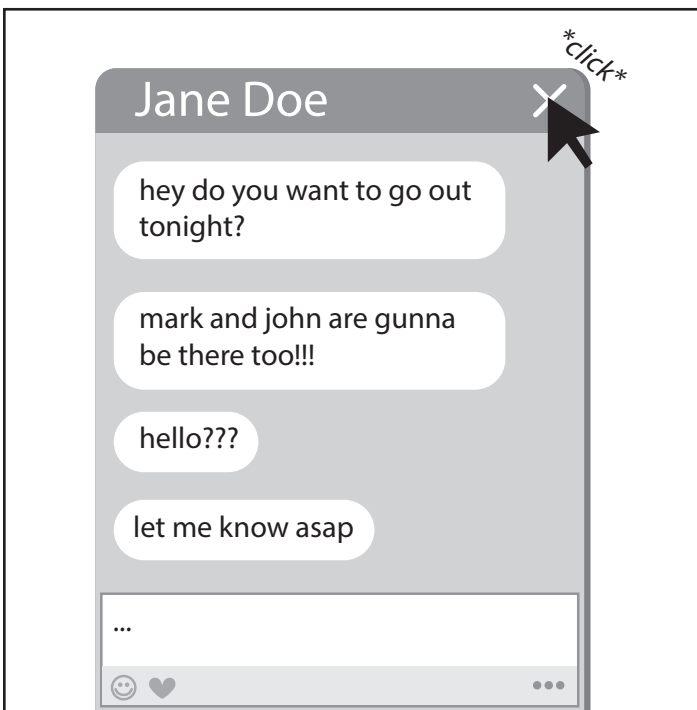 *click*
Jane Doe
hey do you want to go out
tonight?
mark and john are gunna
be there too!!!
hello???
let me know asap
...